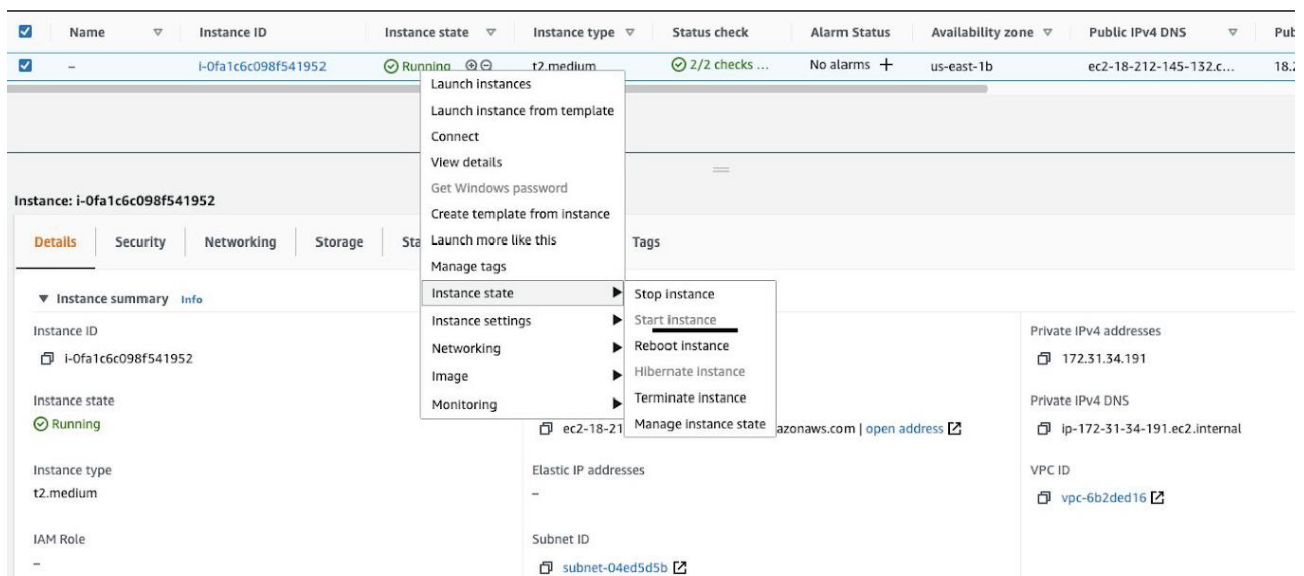 Name Instance ID Instance state Instance type Status check Alarm Status Availability zone Public IPv4 DNS
– i-0fa1c6c098f541952 Running t2.medium 2/2 checks ... No alarms + us-east-1b ec2-18-212-145-132.c...
Launch instances
Launch instance from template
Connect
View details
Get Windows password
Create template from instance
Launch more like this
Manage tags
Instance state
Instance settings
Networking
Image
Monitoring
Stop instance
Start instance
Reboot instance
Hibernate instance
Terminate instance
Manage instance state
Instance: i-0fa1c6c098f541952
Details Security Networking Storage Tags
Instance summary Info
Instance ID
i-0fa1c6c098f541952
Instance state
Running
Instance type
t2.medium
IAM Role
–
ec2-18-21
azonaws.com | open address
Elastic IP addresses
–
Subnet ID
subnet-04ed5d5b
Private IPv4 addresses
172.31.34.191
Private IPv4 DNS
ip-172-31-34-191.ec2.internal
VPC ID
vpc-6b2ded16